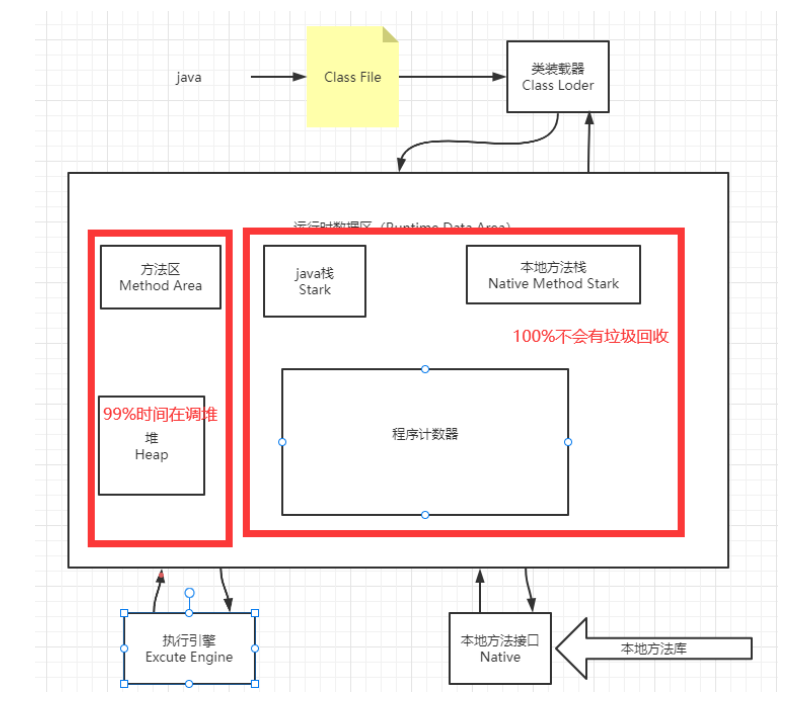 java
Class File
类装载器
Class Loder
运行时数据区（Runtime Data Area）
方法区
Method Area
java栈
Stark
本地方法栈
Native Method Stark
100%不会有垃圾回收
99%时间在调堆
堆
Heap
程序计数器
执行引擎
Excute Engine
本地方法接口
Native
本地方法库